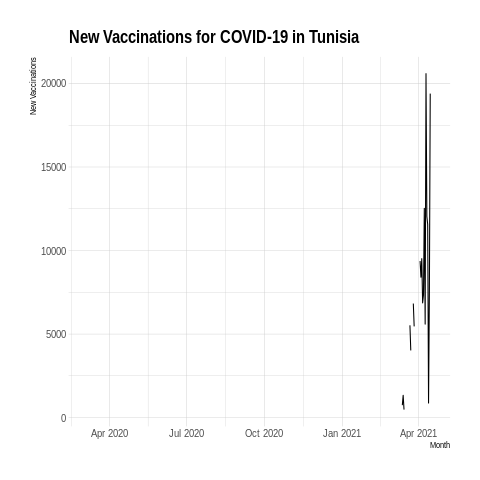 New Vaccinations for COVID-19 in Tunisia
New Vaccinations
20000
15000
10000
5000
0
Apr 2020
Jul 2020
Oct 2020
Jan 2021
Apr 2021
Month